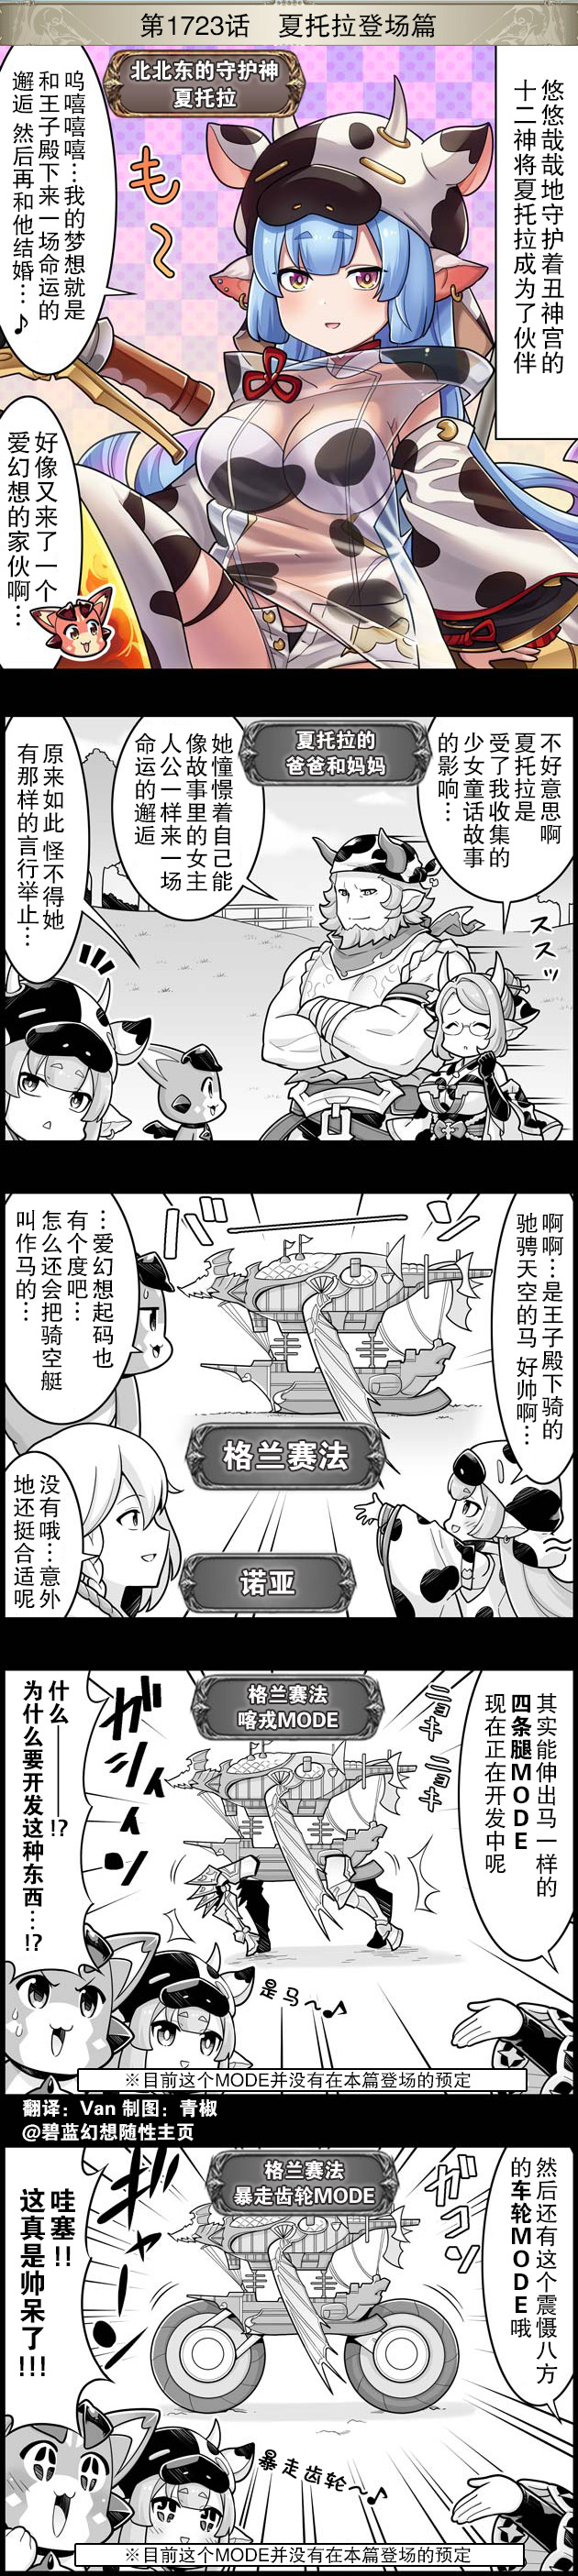 第1723话 夏托拉登场篇
悠悠哉哉地守护着丑神宫的
十二神将夏托拉成为了伙伴
北北东的守护神
夏托拉
も～
呜嘻嘻嘻…我的梦想就是
和王子殿下来一场命运的
邂逅 然后再和他结婚…♪
好像又来了一个
爱幻想的家伙啊…
不好意思啊
夏托拉是
受了我收集的
少女童话故事
的影响…
夏托拉的
爸爸和妈妈
她憧憬着自己能
像故事里的女主
人公一样来一场
命运的邂逅
ススッ
原来如此 怪不得她
有那样的言行举止…
啊啊…是王子殿下骑的
驰骋天空的马 好帅啊…
…爱幻想起码也
有个度吧…
怎么还会把骑空艇
叫作马的…
格兰赛法
没有哦…意外
地还挺合适呢
诺亚
其实能伸出马一样的
四条腿MODE
现在正在开发中呢
格兰赛法
喀戎MODE
ニョキ
ニョキ
ガシィィン
什么——!?
为什么要开发这种东西…!?
是马～♪
※目前这个MODE并没有在本篇登场的预定
翻译：Van 制图：青椒
@碧蓝幻想随性主页
然后还有这个震慑八方
的车轮MODE哦
格兰赛法
暴走齿轮MODE
ガコン
哇塞!!
这真是帅呆了!!!
暴走齿轮～♪
※目前这个MODE并没有在本篇登场的预定